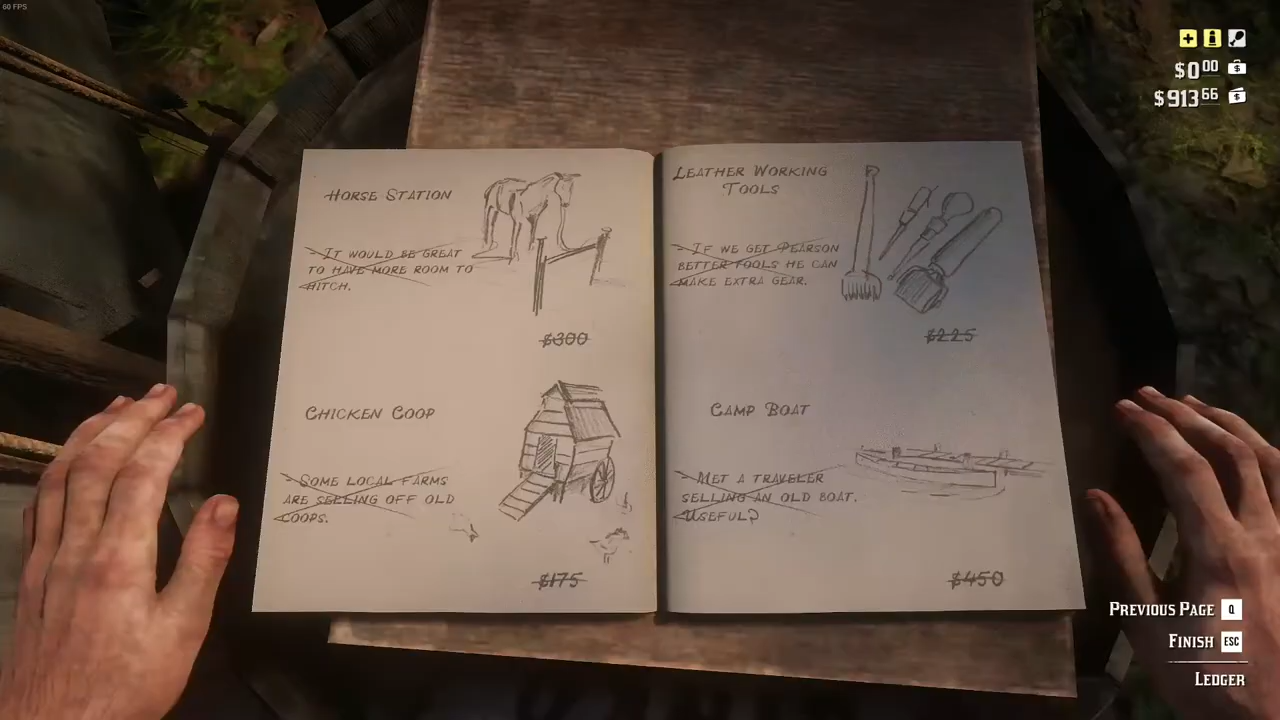 60 FPS
$0.00
$913.66
HORSE STATION
IT WOULD BE GREAT
TO HAVE MORE ROOM TO
HITCH.
$300
CHICKEN COOP
SOME LOCAL FARMS
ARE SELLING OFF OLD
COOPS.
$175
LEATHER WORKING
TOOLS
IF WE GET PEARSON
BETTER TOOLS HE CAN
MAKE EXTRA GEAR.
$225
CAMP BOAT
MET A TRAVELER
SELLING AN OLD BOAT.
USEFUL?
$450
PREVIOUS PAGE Q
FINISH ESC
LEDGER